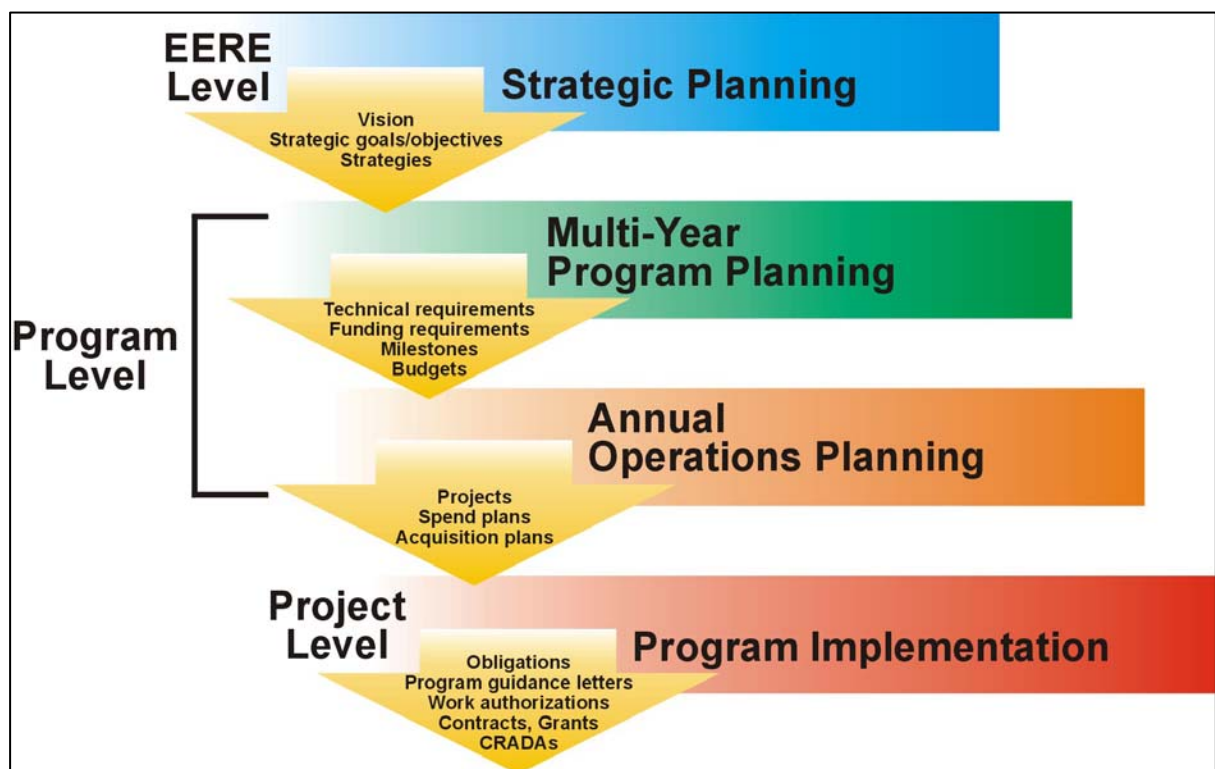 EERE
Level
Strategic Planning
Vision
Strategic goals/objectives
Strategies
Multi-Year
Program Planning
Technical requirements
Funding requirements
Milestones
Budgets
Program
Level
Annual
Operations Planning
Projects
Spend plans
Acquisition plans
Project
Level
Program Implementation
Obligations
Program guidance letters
Work authorizations
Contracts, Grants
CRADAs